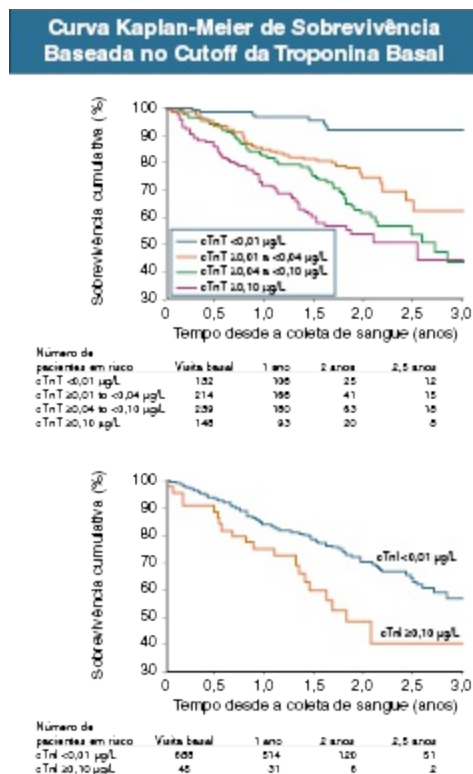 Curva Kaplan-Meier de Sobrevivência
Baseada no Cutoff da Troponina Basal
Sobrevivência cumulativa (%)
100
90
80
70
60
50
40
30
cTnT <0,01 µg/L
cTnT ≥0,01 a <0,04 µg/L
cTnT ≥0,04 a <0,10 µg/L
cTnT ≥0,10 µg/L
0 0,5 1,0 1,5 2,0 2,5 3,0
Tempo desde a coleta de sangue (anos)
Número de
pacientes em risco Visita basal 1 ano 2 anos 2,5 anos
cTnT <0,01 µg/L 132 106 25 12
cTnT ≥0,01 to <0,04 µg/L 214 166 41 15
cTnT ≥0,04 to <0,10 µg/L 239 180 63 18
cTnT ≥0,10 µg/L 148 93 20 8
Sobrevivência cumulativa (%)
100
90
80
70
60
50
40
30
cTnI <0,01 µg/L
cTnI ≥0,10 µg/L
0 0,5 1,0 1,5 2,0 2,5 3,0
Tempo desde a coleta de sangue (anos)
Número de
pacientes em risco Visita basal 1 ano 2 anos 2,5 anos
cTnI <0,01 µg/L 514 120 51
cTnI ≥0,10 µg/L 31 6 2